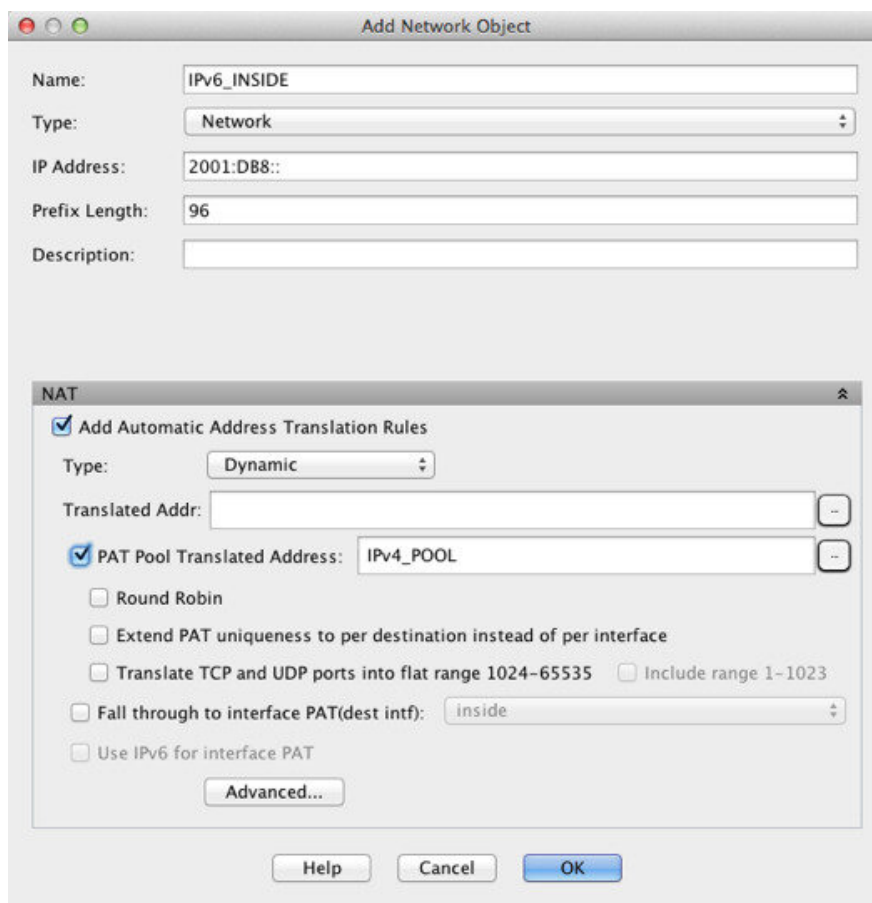 Add Network Object
Name: IPv6_INSIDE
Type: Network
IP Address: 2001:DB8::
Prefix Length: 96
Description:
NAT
Add Automatic Address Translation Rules
Type: Dynamic
Translated Addr: ..
PAT Pool Translated Address: IPv4_POOL ..
Round Robin
Extend PAT uniqueness to per destination instead of per interface
Translate TCP and UDP ports into flat range 1024-65535 Include range 1-1023
Fall through to interface PAT(dest intf): inside
Use IPv6 for interface PAT
Advanced...
Help Cancel OK